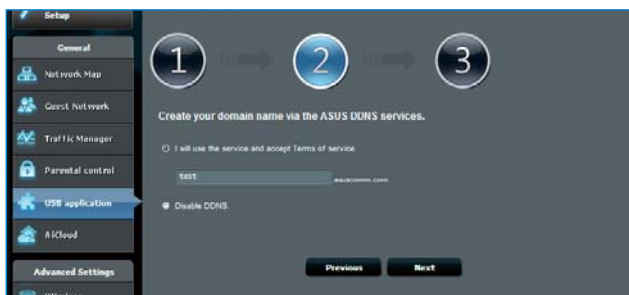 Setup
General
Network Map
Guest Network
Traffic Manager
Parental control
USB application
AiCloud
Advanced Settings
1
2
3
Create your domain name via the ASUS DDNS services.
I will use the service and accept Terms of service
test
.asuscomm.com
Disable DDNS.
Previous
Next